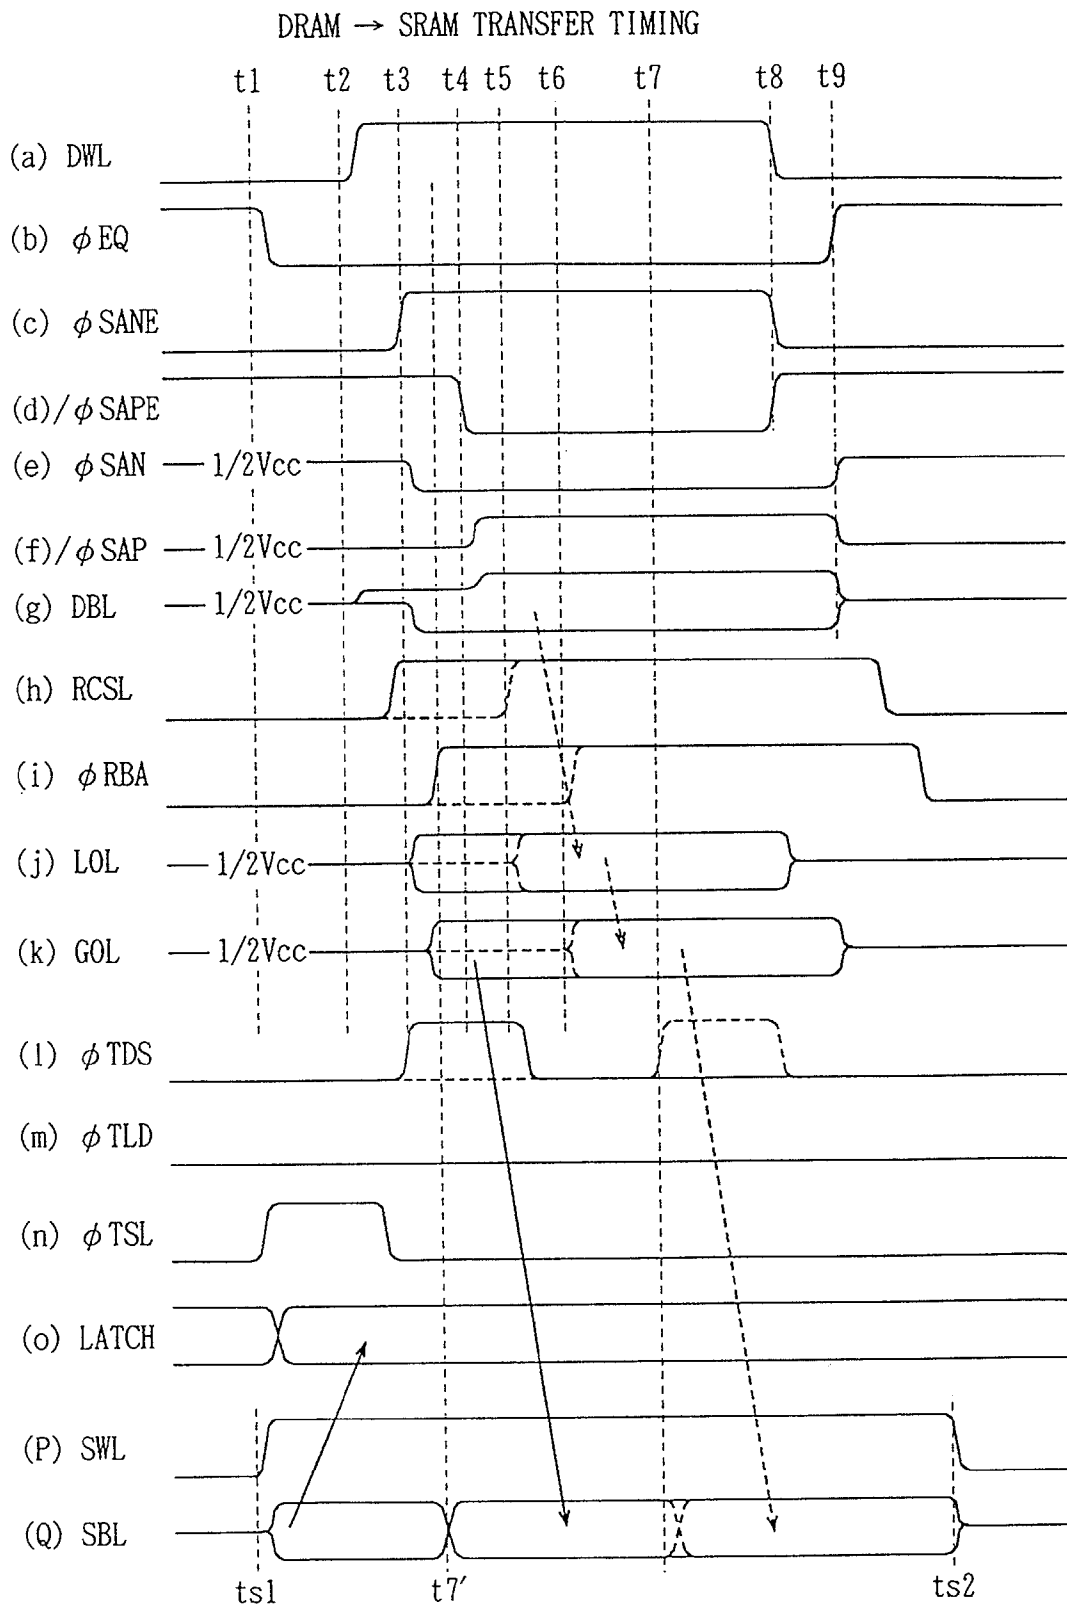 DRAM → SRAM TRANSFER TIMING
t1 t2 t3 t4 t5 t6 t7 t8 t9
(a) DWL
(b) φEQ
(c) φSANE
(d)/φSAPE
(e) φSAN 1/2Vcc
(f)/φSAP 1/2Vcc
(g) DBL 1/2Vcc
(h) RCSL
(i) φRBA
(j) LOL 1/2Vcc
(k) GOL 1/2Vcc
(l) φTDS
(m) φTLD
(n) φTSL
(o) LATCH
(P) SWL
(Q) SBL
ts1 t7′ ts2